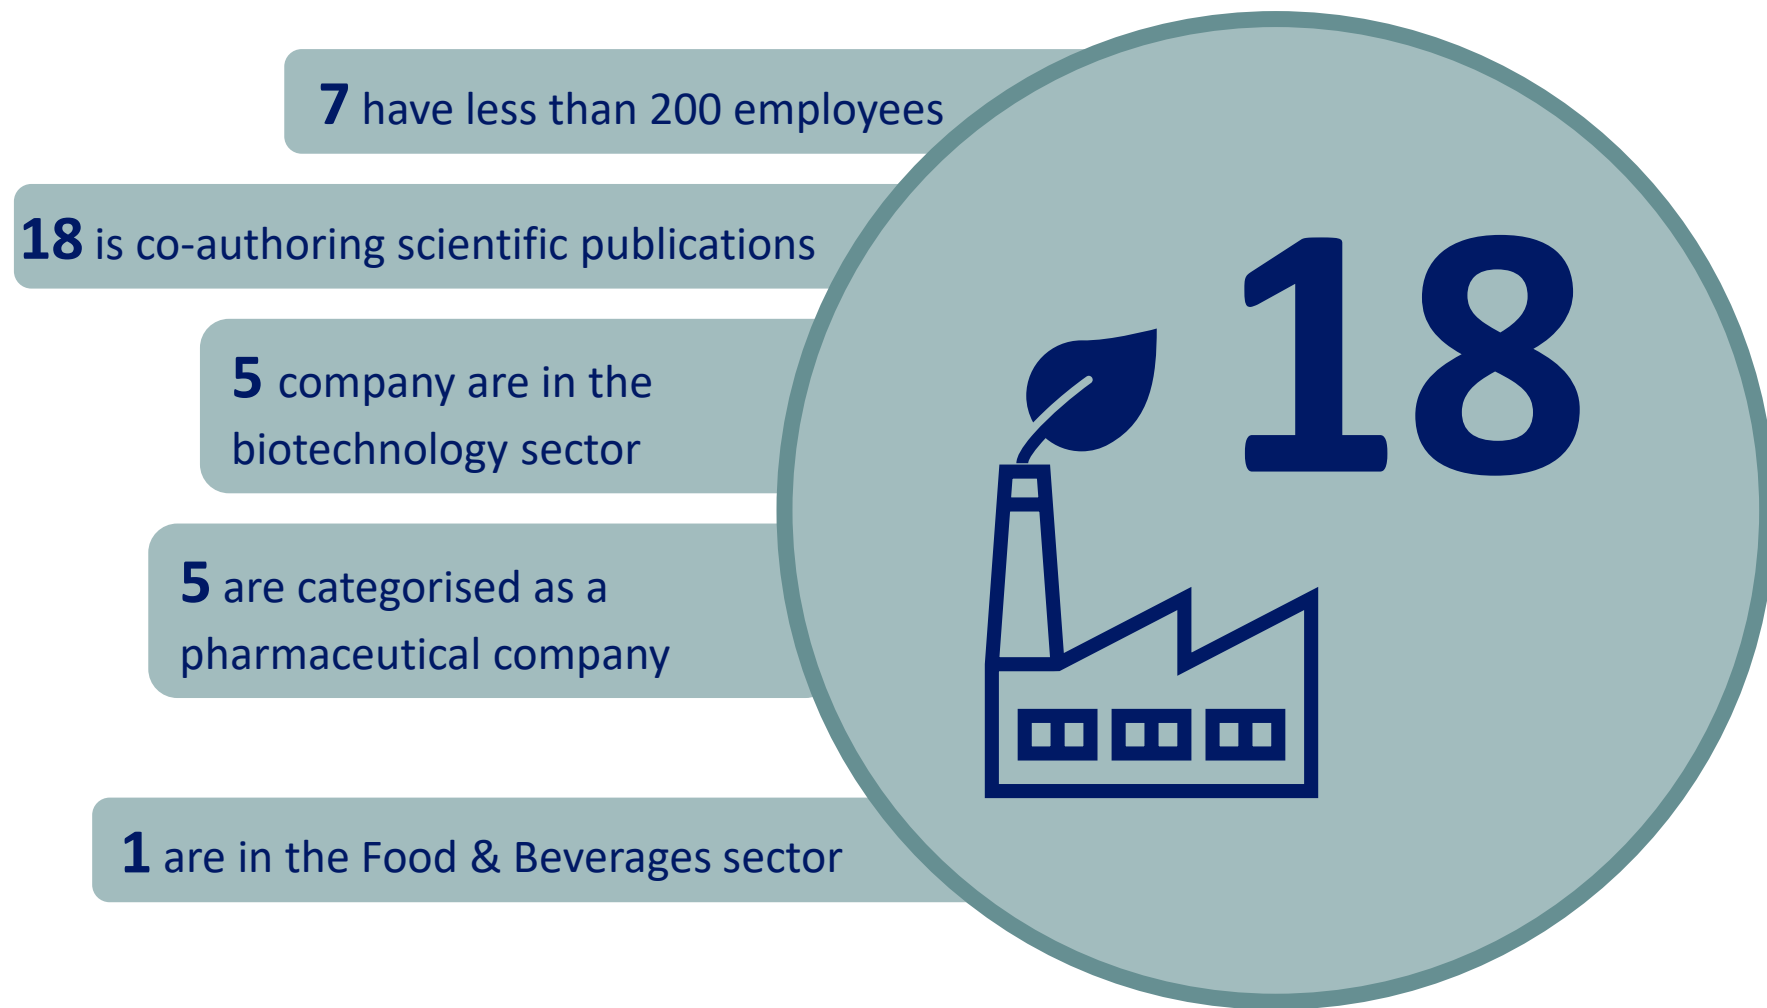 7 have less than 200 employees
18 is co-authoring scientific publications
5 company are in the
biotechnology sector
5 are categorised as a
pharmaceutical company
1 are in the Food & Beverages sector
18